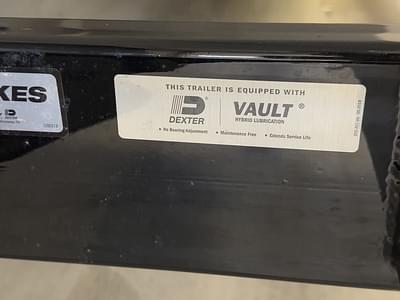 KES
THIS TRAILER IS EQUIPPED WITH
D DEXTER
VAULT ®
HYBRID LUBRICATION
• No Bearing Adjustment • Maintenance Free • Extends Service Life